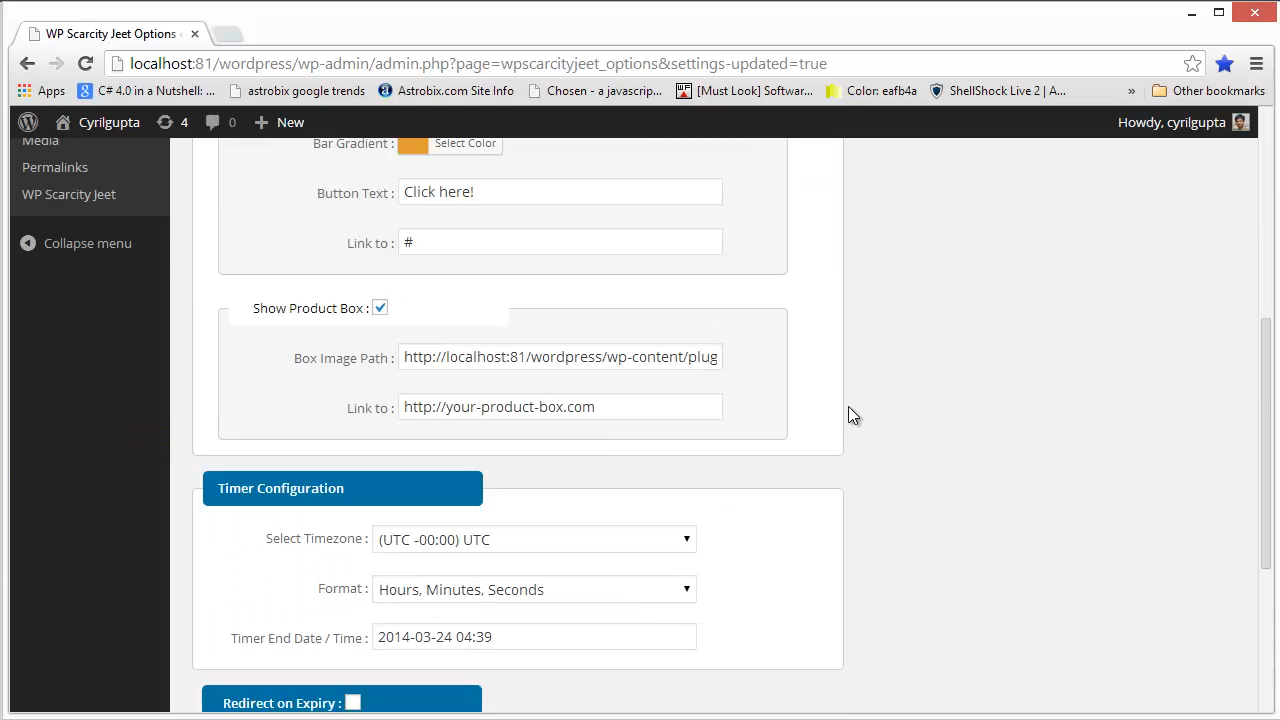 WP Scarcity Jeet Options
localhost:81/wordpress/wp-admin/admin.php?page=wpscarcityjeet_options&settings-updated=true
Apps
C# 4.0 in a Nutshell: ...
astrobix google trends
Astrobix.com Site Info
Chosen - a javascrip...
[Must Look] Softwar...
Color: eafb4a
ShellShock Live 2 | A...
»
Other bookmarks
Cyrilgupta
4
0
New
Howdy, cyrilgupta
Media
Permalinks
WP Scarcity Jeet
Collapse menu
Bar Gradient :
Select Color
Button Text :
Click here!
Link to :
#
Show Product Box :
Box Image Path :
http://localhost:81/wordpress/wp-content/plug
Link to :
http://your-product-box.com
Timer Configuration
Select Timezone :
(UTC -00:00) UTC
Format :
Hours, Minutes, Seconds
Timer End Date / Time :
2014-03-24 04:39
Redirect on Expiry :